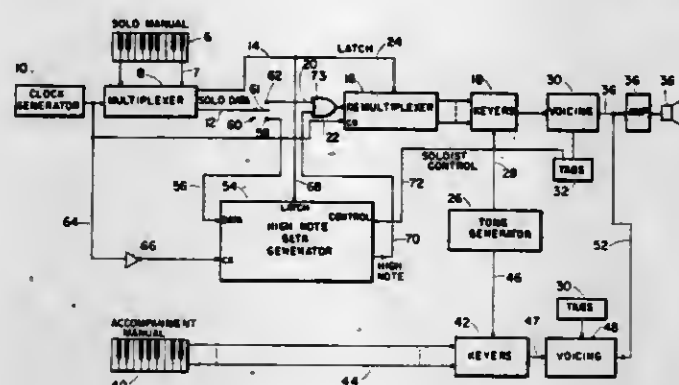 SOLO MANUAL
6
14
LATCH
24
10
8
7
62
20
73
CLOCK
GENERATOR
MULTIPLEXER
SOLO DATA
61
12
60
58
16
DEMULTIPLEXER
CK
22
18
KEYERS
30
VOICING
36
36
36
SOLOIST
CONTROL
72
28
TABS
32
56
54
68
26
TONE
GENERATOR
64
66
DATA
LATCH
CONTROL
HIGH NOTE
GENERATOR
CK
70
HIGH
NOTE
52
46
30
TABS
ACCOMPANIMENT
MANUAL
40
44
42
KEYERS
47
48
VOICING